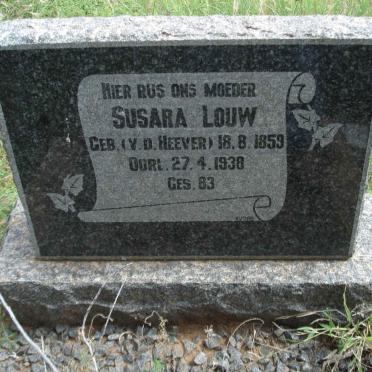 HIER RUS ONS MOEDER
SUSARA LOUW
GEB. (V. D. HEEVER) 18. 8. 1859
OORL. 27. 4. 1938
GES. 83